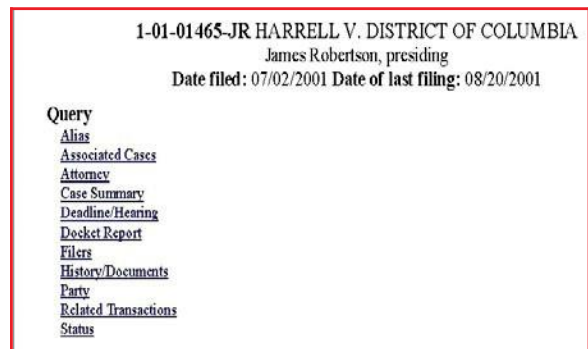 1-01-01465-JR HARRELL V. DISTRICT OF COLUMBIA
James Robertson, presiding
Date filed: 07/02/2001 Date of last filing: 08/20/2001
Query
Alias
Associated Cases
Attorney
Case Summary
Deadline/Hearing
Docket Report
Filers
History/Documents
Party
Related Transactions
Status